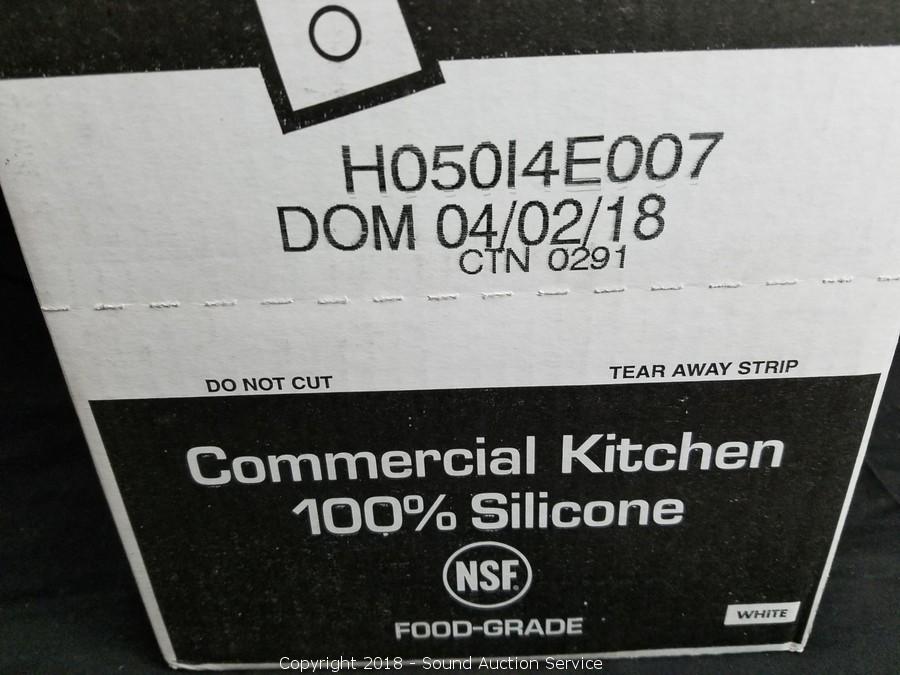 H050I4E007
DOM 04/02/18
CTN 0291
DO NOT CUT
TEAR AWAY STRIP
Commercial Kitchen
100% Silicone
NSF
FOOD-GRADE
WHITE
Copyright 2018 - Sound Auction Service